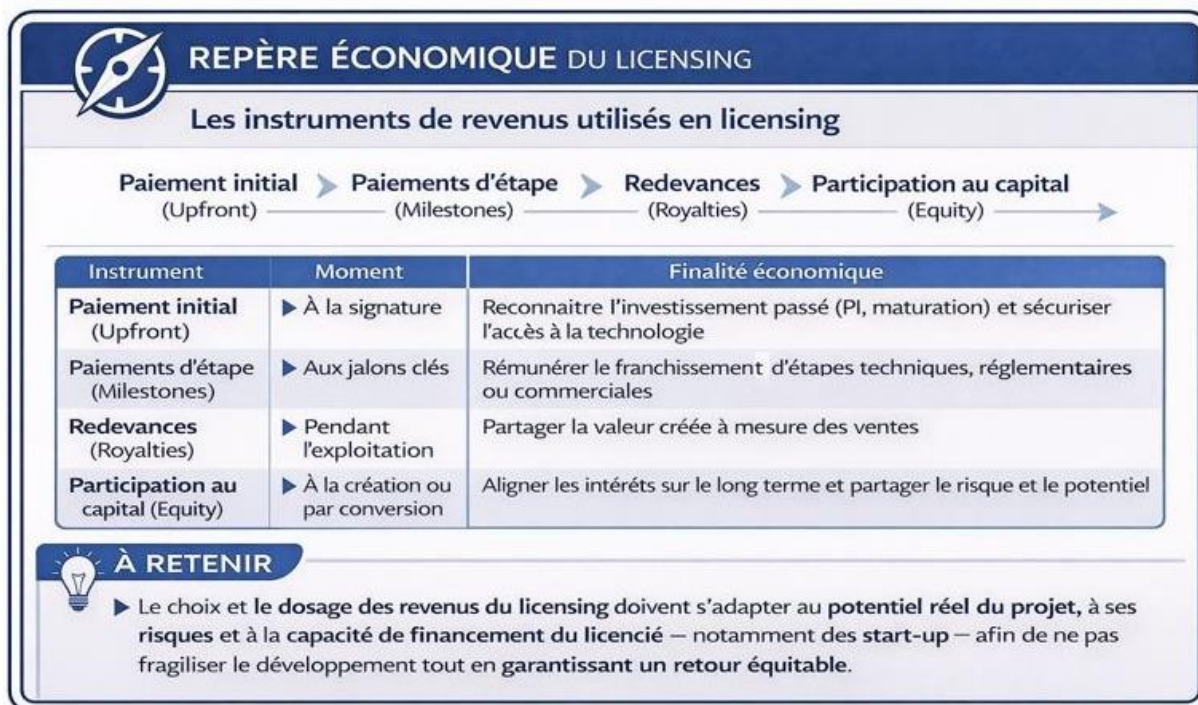 REPÈRE ÉCONOMIQUE DU LICENSING
Les instruments de revenus utilisés en licensing
Paiement initial Paiements d'étape Redevances Participation au capital
(Upfront) (Milestones) (Royalties) (Equity)
Instrument Moment Finalité économique
Paiement initial
(Upfront)
À la signature
Reconnaitre l'investissement passé (PI, maturation) et sécuriser
l'accès à la technologie
Paiements d'étape
(Milestones)
Aux jalons clés
Rémunérer le franchissement d'étapes techniques, réglementaires
ou commerciales
Redevances
(Royalties)
Pendant
l'exploitation
Partager la valeur créée à mesure des ventes
Participation au
capital (Equity)
À la création ou
par conversion
Aligner les intéréts sur le long terme et partager le risque et le potentiel
À RETENIR
Le choix et le dosage des revenus du licensing doivent s'adapter au potentiel réel du projet, à ses
risques et à la capacité de financement du licencié – notamment des start-up – afin de ne pas
fragiliser le développement tout en garantissant un retour équitable.